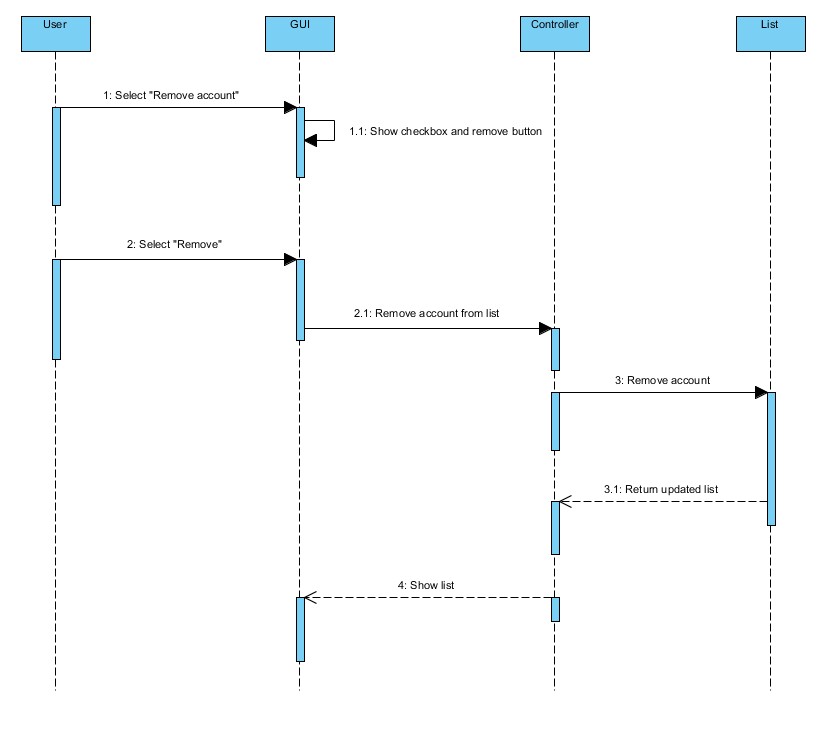 User
GUI
Controller
List
1: Select "Remove account"
1.1: Show checkbox and remove button
2: Select "Remove"
2.1: Remove account from list
3: Remove account
3.1: Return updated list
4: Show list